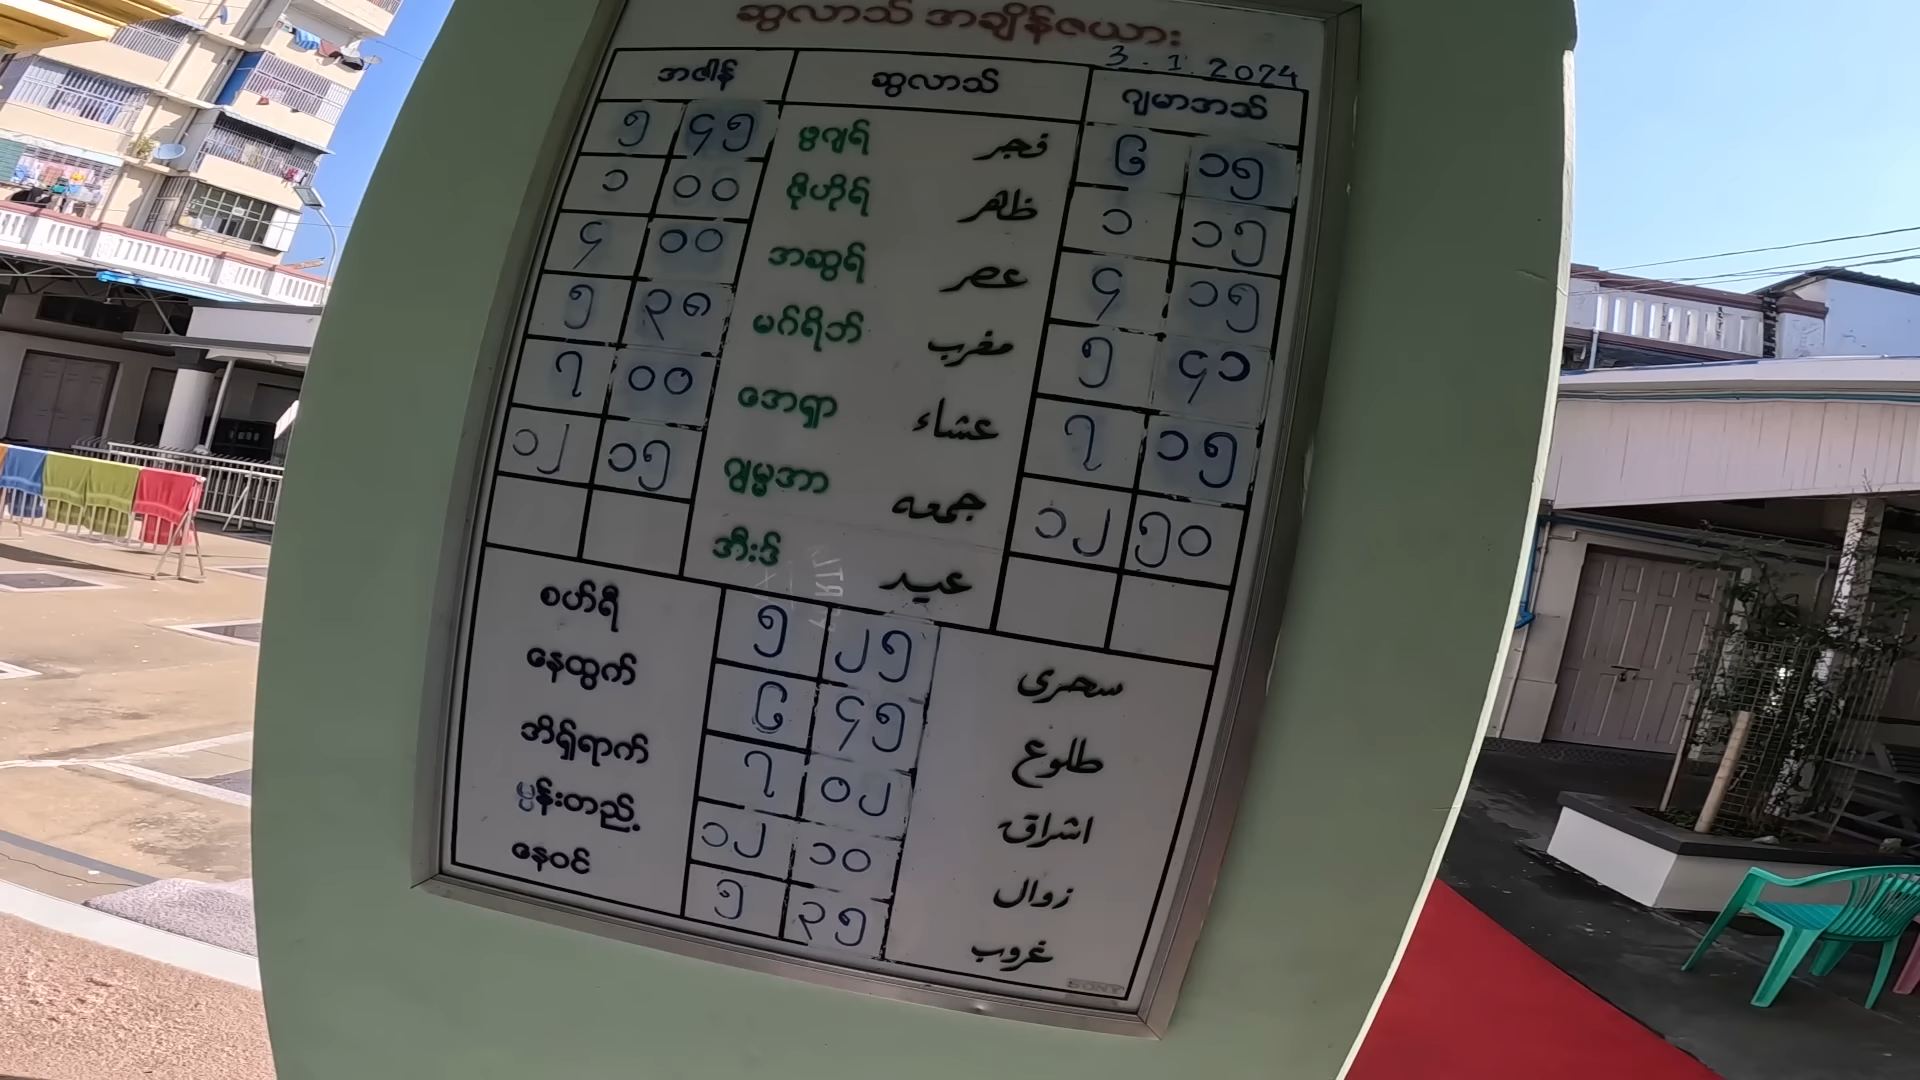 ဆွလာသ် အချိန်ဇယား
3.1.2024
အဇါန် ဆွလာသ် ဂျမာအသ်
၅ ၄၅ ဖွဂျရ် فجر ၆ ၁၅
၁ ၀၀ ဇိုဟိုရ် ظاهر ၁ ၁၅
၄ ၀၀ အဆွရ် عصر ၄ ၁၅
၅ ၃၈ မဂ်ရိဘ် مغرب ၅ ၄၁
၇ ၀၀ အေရှာ عشاء ၇ ၁၅
၁၂ ၁၅ ဂျမွအာ جمعه ၁၂ ၅၀
အီးဒ် عيد
စဟ်ရီ ၅ ၂၅ سحرى
နေထွက် ၆ ၄၅ طلوع
အိရှ်ရာက် ၇ ၀၂ اشراق
မွန်းတည့် ၁၂ ၁၀ زوال
နေဝင် ၅ ၃၅ غروب
SONY